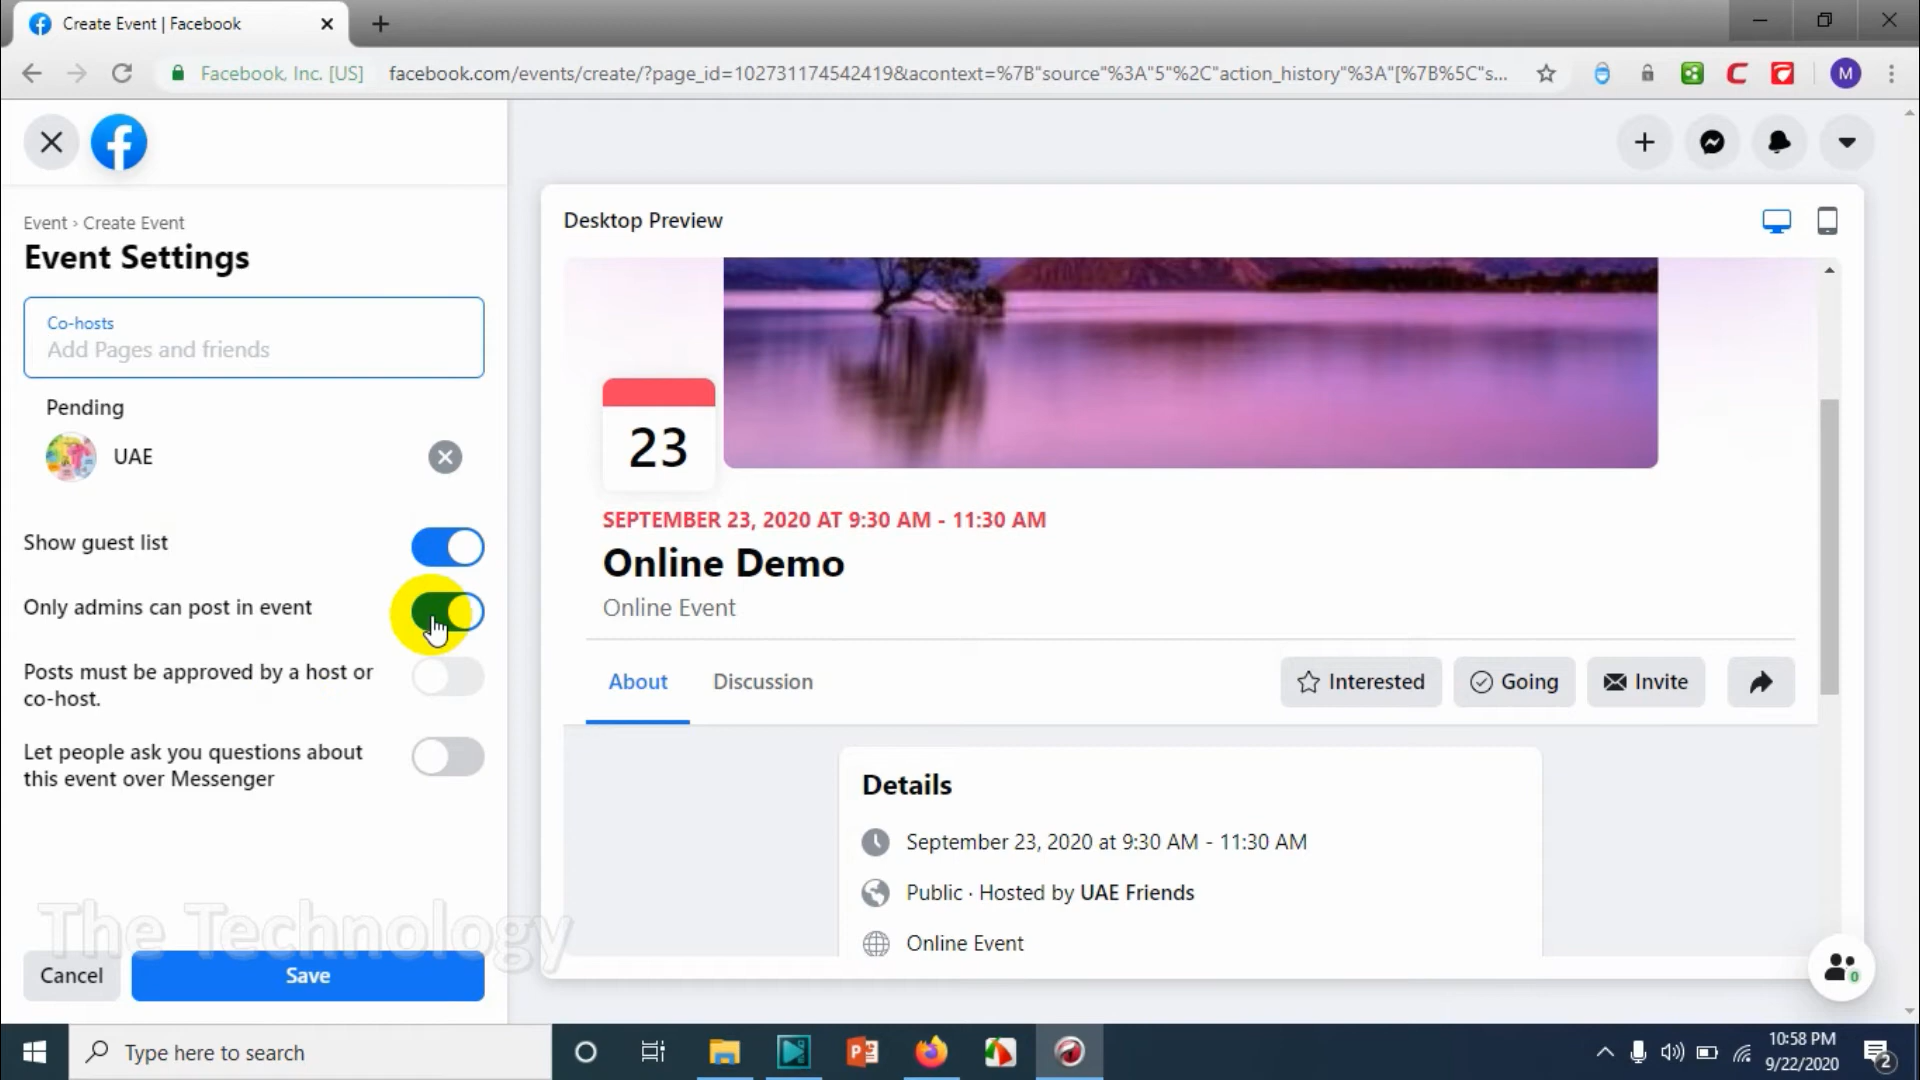 Create Event | Facebook
Facebook, Inc. [US]
facebook.com/events/create/?page_id=102731174542419&acontext=%7B"source"%3A"5"%2C"action_history"%3A"[%7B%5C"s...
M
Event › Create Event
Event Settings
Co-hosts
Add Pages and friends
Pending
UAE
Show guest list
Only admins can post in event
Posts must be approved by a host or
co-host.
Let people ask you questions about
this event over Messenger
The Technology
Cancel
Save
Desktop Preview
23
SEPTEMBER 23, 2020 AT 9:30 AM - 11:30 AM
Online Demo
Online Event
About
Discussion
Interested
Going
Invite
Details
September 23, 2020 at 9:30 AM - 11:30 AM
Public · Hosted by UAE Friends
Online Event
0
Type here to search
10:58 PM
9/22/2020
2